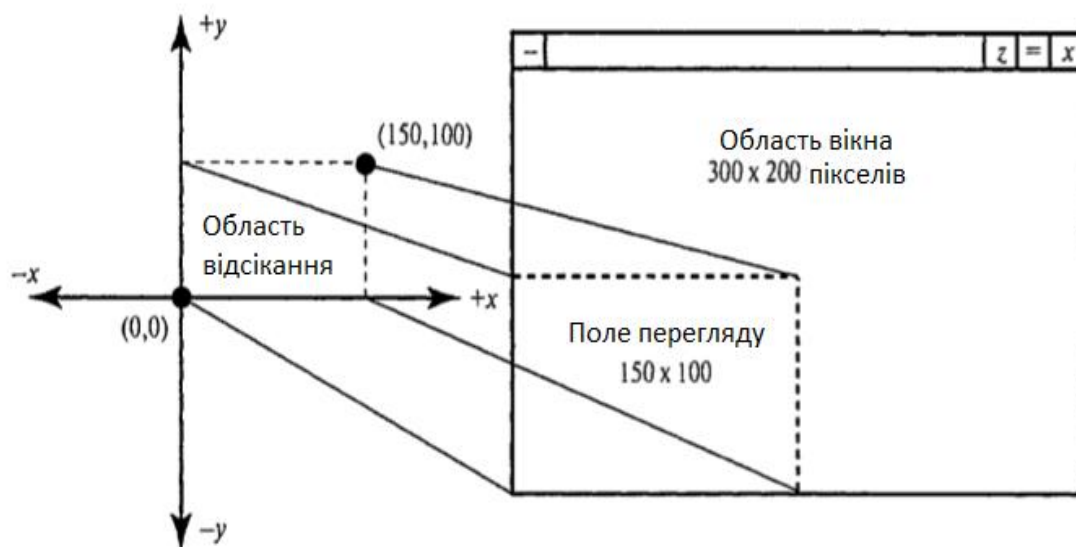 +y
– z = x
(150,100)
Область вікна
300 x 200 пікселів
Область
відсікання
–x
+x
(0,0)
Поле перегляду
150 x 100
–y